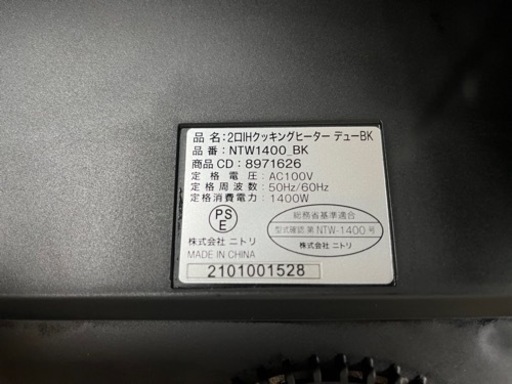 品 名：2口IHクッキングヒーター デューBK
品 番：NTW1400_BK
商品CD：8971626
定 格 電 圧：AC100V
定格周波数：50Hz/60Hz
定格消費電力：1400W
PS
E
総務省基準適合
型式確認 第 NTW-1400 号
株式会社 ニトリ
株式会社 ニトリ
MADE IN CHINA
2101001528